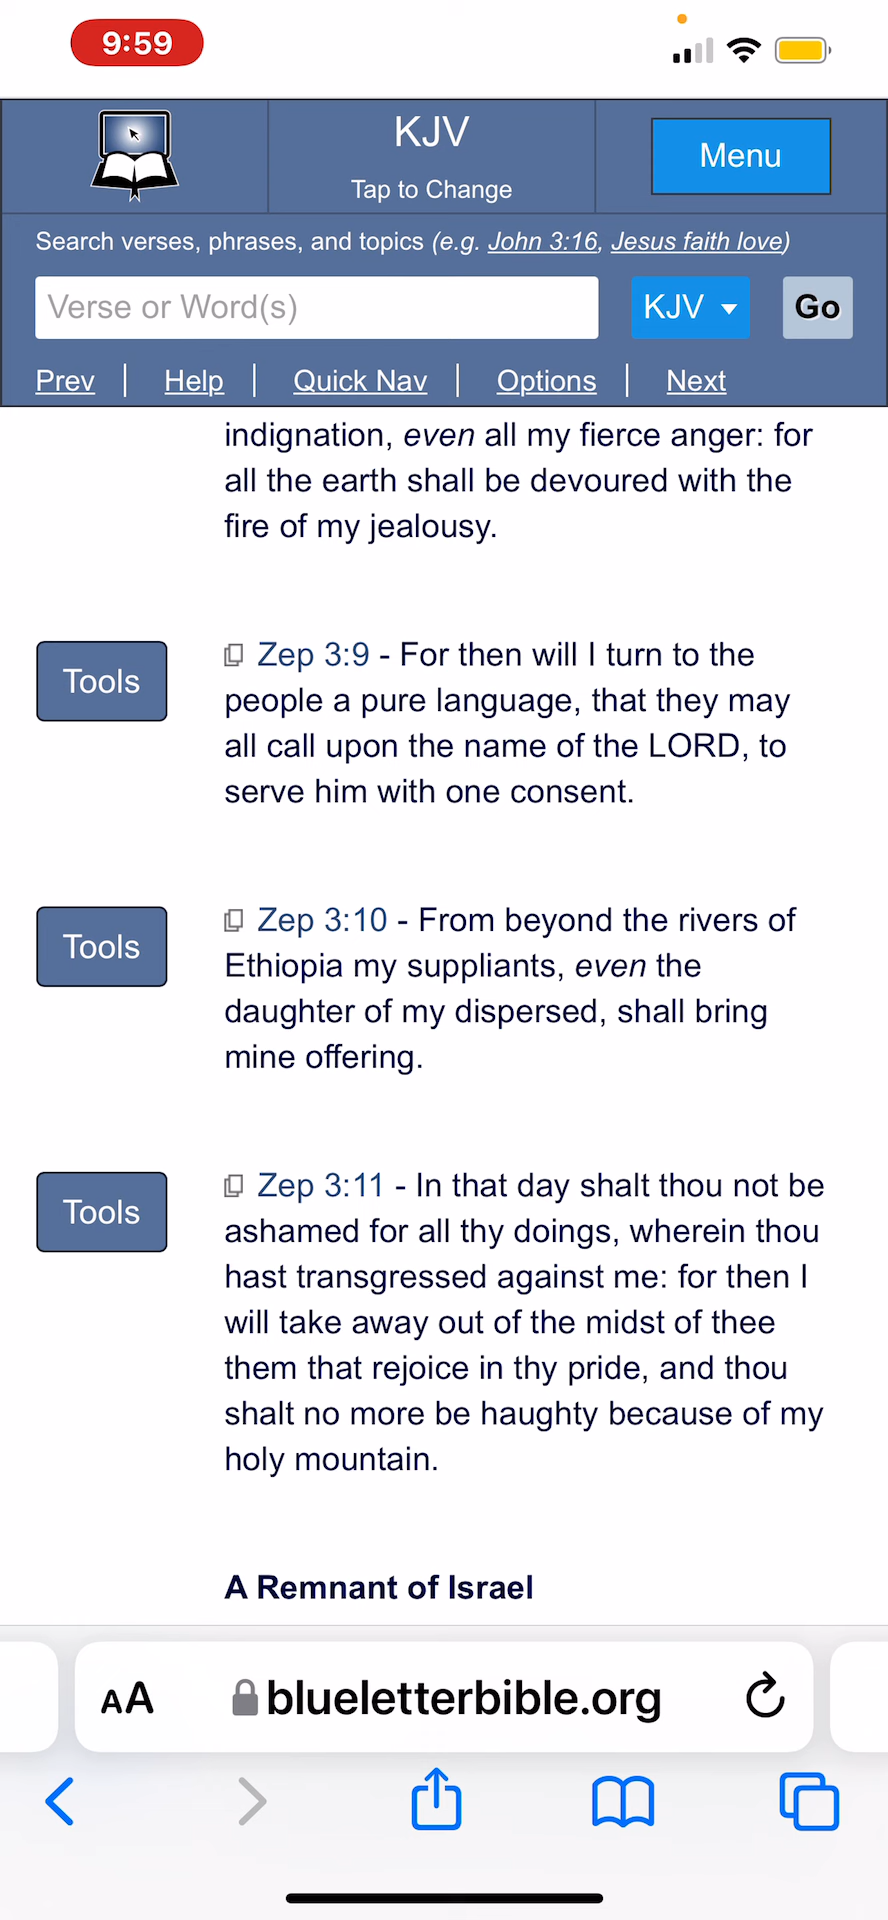 9:59
KJV
Tap to Change
Menu
Search verses, phrases, and topics (e.g. John 3:16, Jesus faith love)
Verse or Word(s)
KJV
Go
Prev | Help | Quick Nav | Options | Next
indignation, even all my fierce anger: for
all the earth shall be devoured with the
fire of my jealousy.
Tools
Zep 3:9 - For then will I turn to the
people a pure language, that they may
all call upon the name of the LORD, to
serve him with one consent.
Tools
Zep 3:10 - From beyond the rivers of
Ethiopia my suppliants, even the
daughter of my dispersed, shall bring
mine offering.
Tools
Zep 3:11 - In that day shalt thou not be
ashamed for all thy doings, wherein thou
hast transgressed against me: for then I
will take away out of the midst of thee
them that rejoice in thy pride, and thou
shalt no more be haughty because of my
holy mountain.
A Remnant of Israel
AA blueletterbible.org